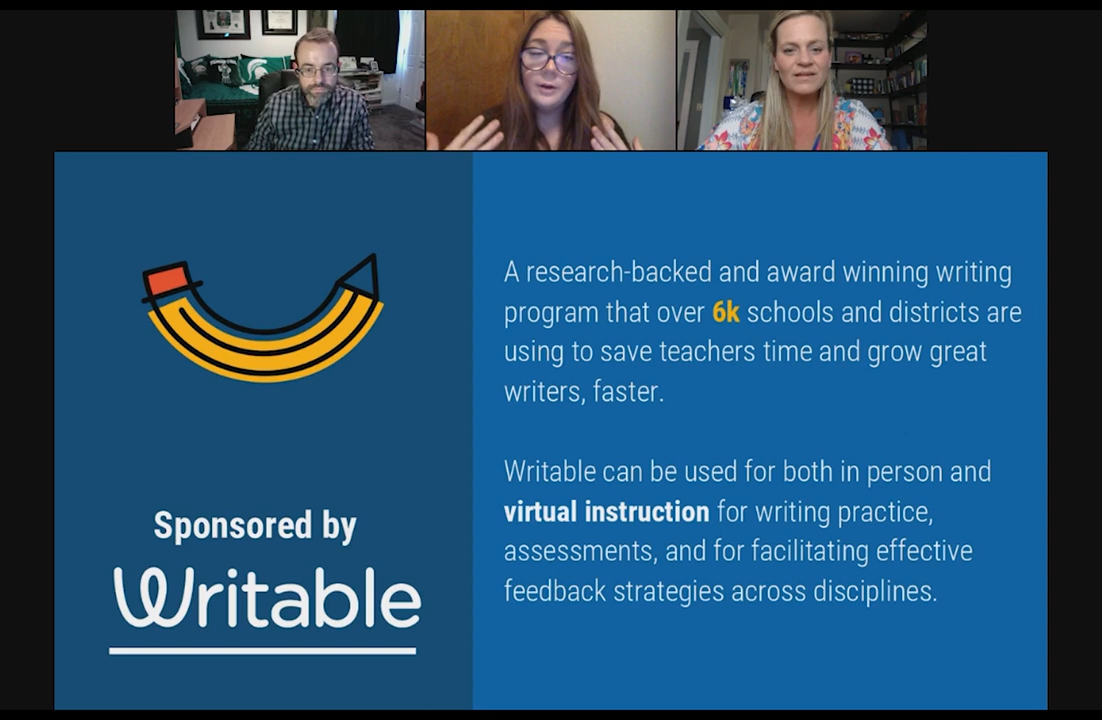 A research-backed and award winning writing
program that over 6k schools and districts are
using to save teachers time and grow great
writers, faster.
Writable can be used for both in person and
virtual instruction for writing practice,
assessments, and for facilitating effective
feedback strategies across disciplines.
Sponsored by
Writable